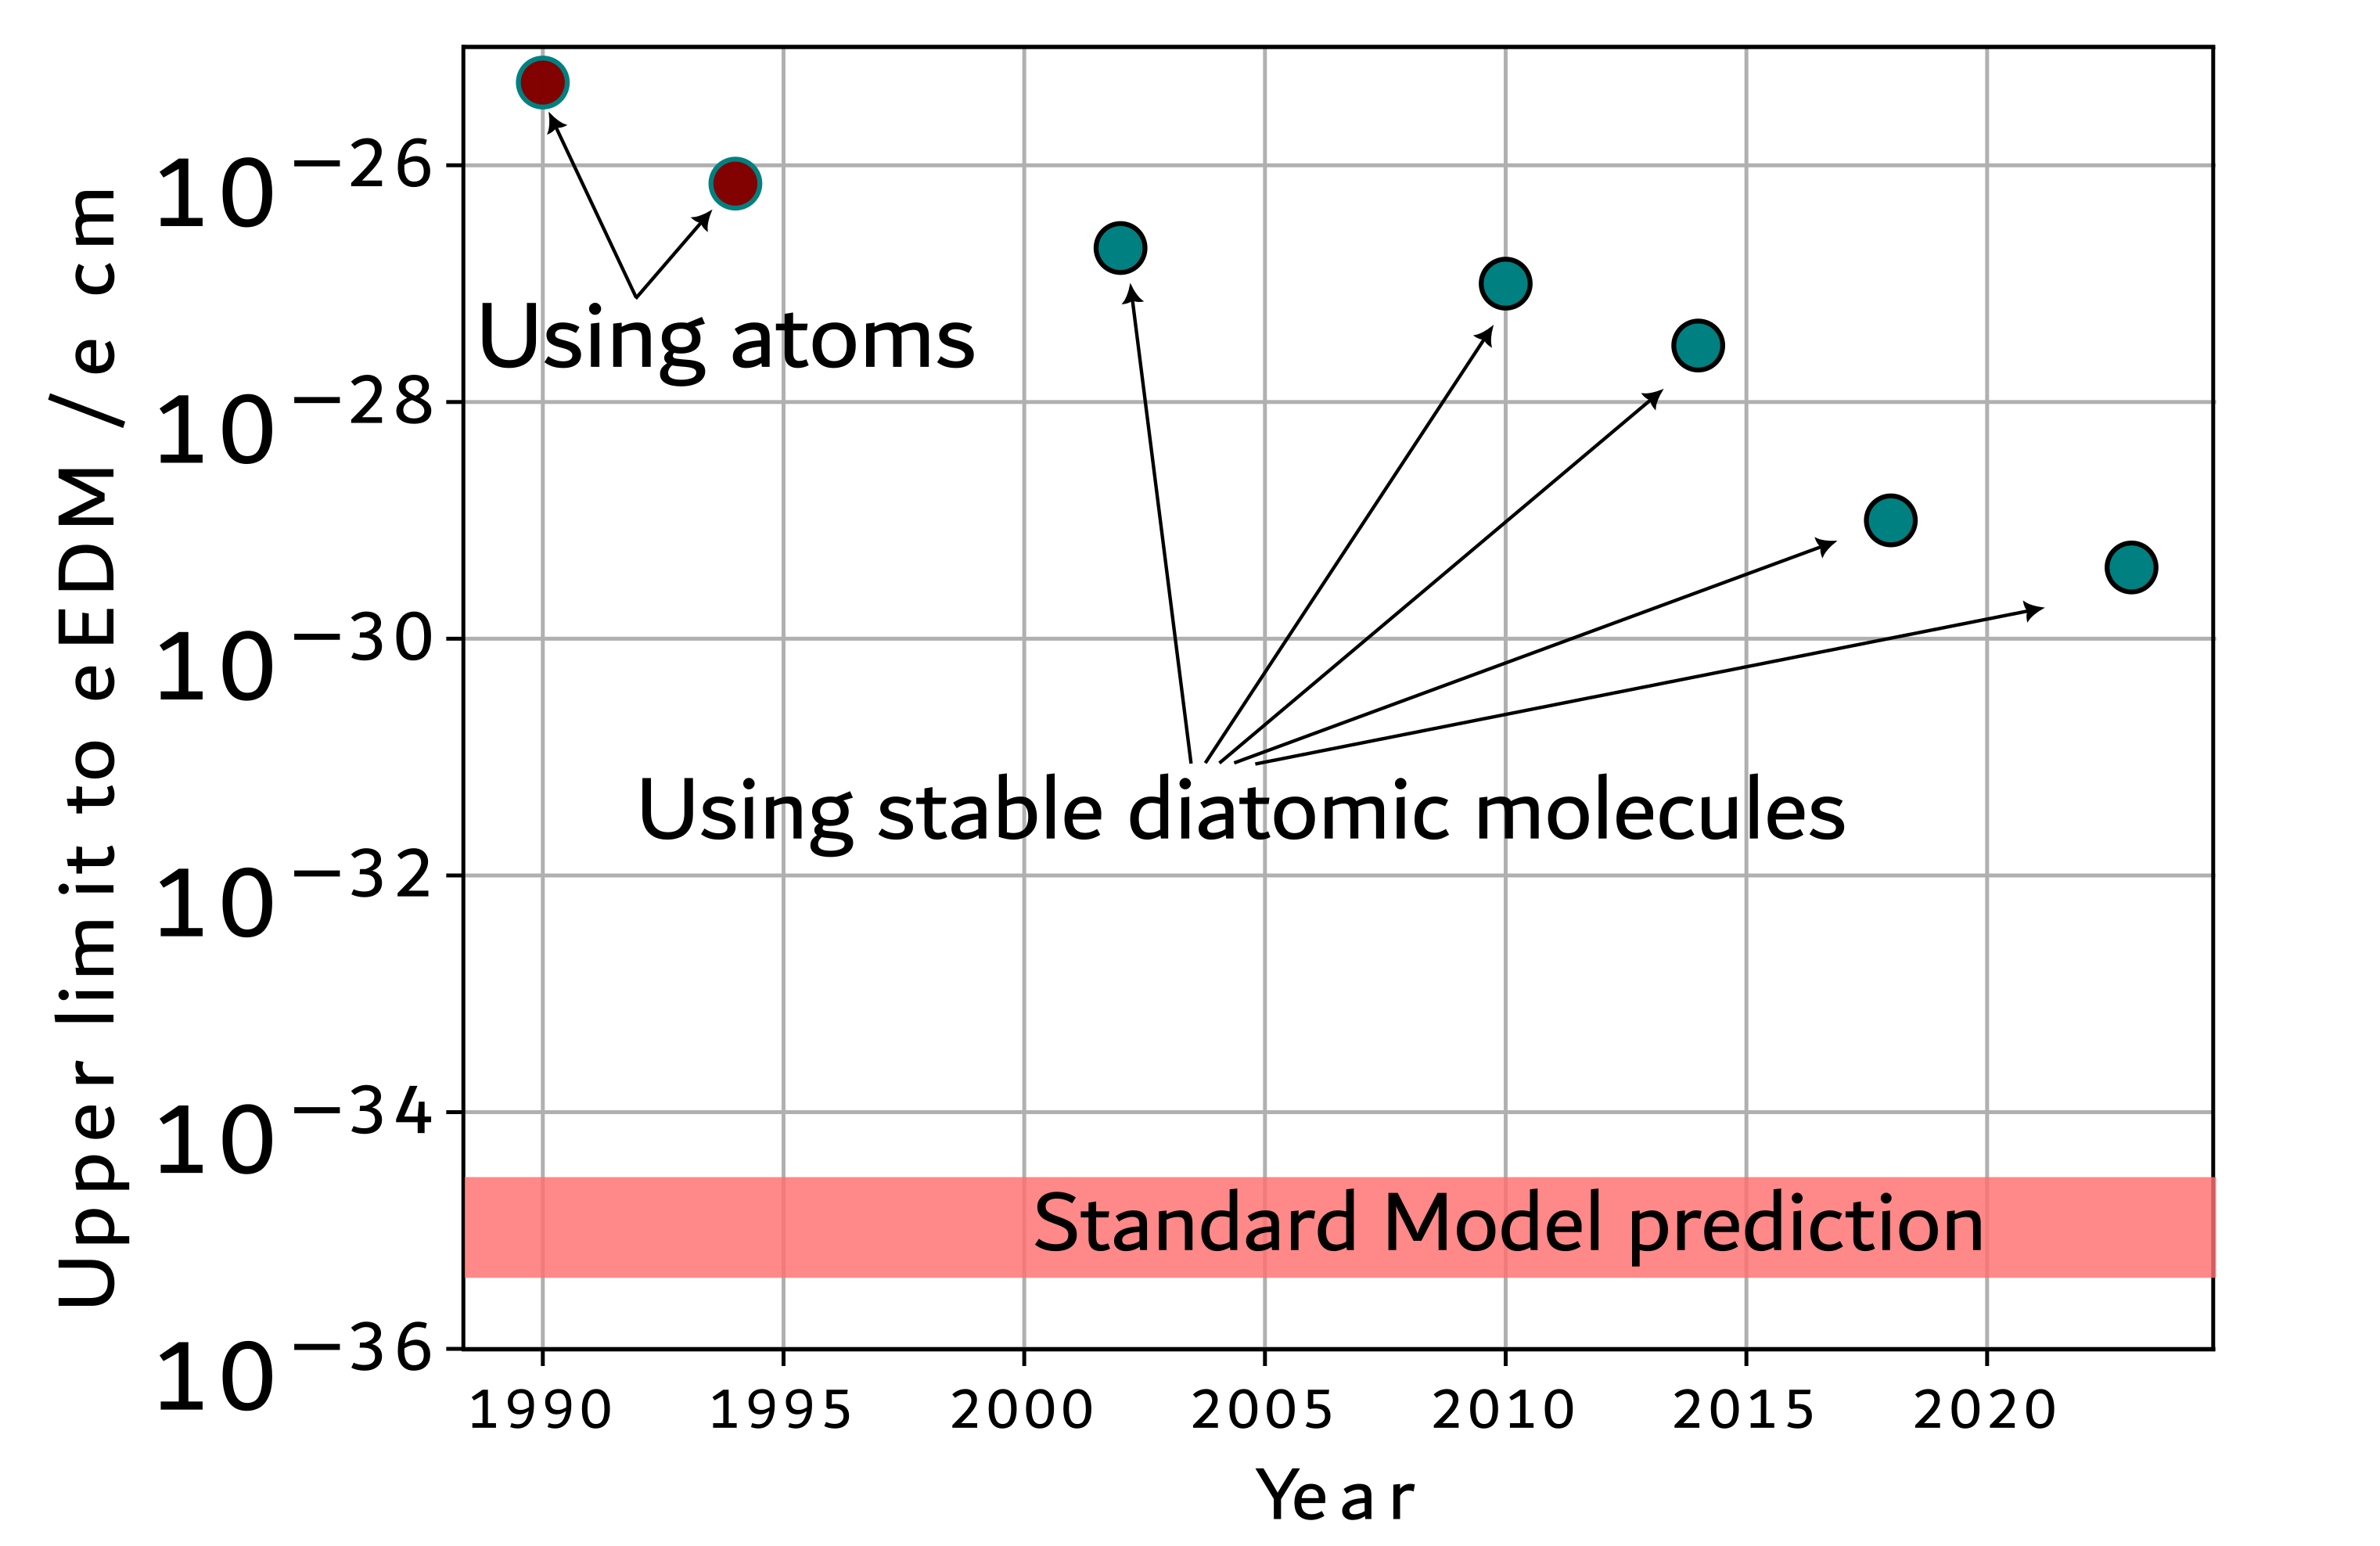 Upper limit to eEDM / e cm
10⁻²⁶
10⁻²⁸
10⁻³⁰
10⁻³²
10⁻³⁴
10⁻³⁶
Using atoms
Using stable diatomic molecules
Standard Model prediction
1990 1995 2000 2005 2010 2015 2020
Year